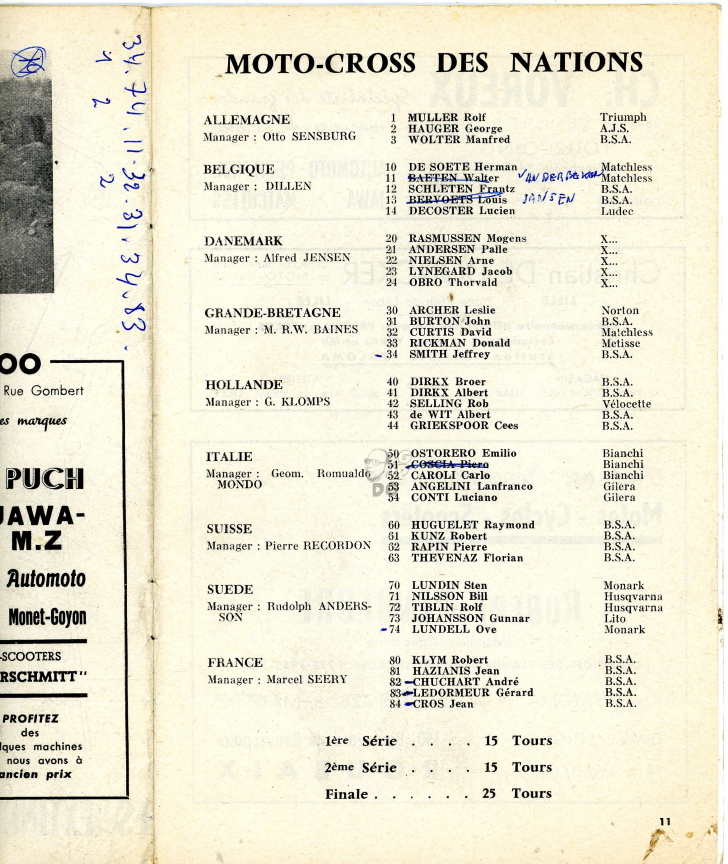 34.74.11.32.31.34.83.
1 2 2
OO
Rue Gombert
es marques
PUCH
JAWA-
M.Z
Automoto
Monet-Goyon
-SCOOTERS
RSCHMITT"
PROFITEZ
des
lques machines
nous avons à
ancien prix
MOTO-CROSS DES NATIONS
ALLEMAGNE
Manager : Otto SENSBURG
1 MULLER Rolf Triumph
2 HAUGER George A.J.S.
3 WOLTER Manfred B.S.A.
BELGIQUE
Manager : DILLEN
10 DE SOETE Herman Matchless
11 BAETEN Walter Matchless
12 SCHLETEN Frantz B.S.A.
13 BERVOETS Louis JANSEN B.S.A.
14 DECOSTER Lucien Ludec
DANEMARK
Manager : Alfred JENSEN
20 RASMUSSEN Mogens X...
21 ANDERSEN Palle X...
22 NIELSEN Arne X...
23 LYNEGARD Jacob X...
24 OBRO Thorvald X...
GRANDE-BRETAGNE
Manager : M. R.W. BAINES
30 ARCHER Leslie Norton
31 BURTON John B.S.A.
32 CURTIS David Matchless
33 RICKMAN Donald Metisse
34 SMITH Jeffrey B.S.A.
HOLLANDE
Manager : G. KLOMPS
40 DIRKX Broer B.S.A.
41 DIRKX Albert B.S.A.
42 SELLING Rob Vélocette
43 de WIT Albert B.S.A.
44 GRIEKSPOOR Cees B.S.A.
ITALIE
Manager : Geom. Romualdo
MONDO
50 OSTORERO Emilio Bianchi
51 COSCIA Piero Bianchi
52 CAROLI Carlo Bianchi
53 ANGELINI Lanfranco Gilera
54 CONTI Luciano Gilera
SUISSE
Manager : Pierre RECORDON
60 HUGUELET Raymond B.S.A.
61 KUNZ Robert B.S.A.
62 RAPIN Pierre B.S.A.
63 THEVENAZ Florian B.S.A.
SUEDE
Manager : Rudolph ANDERS-
SON
70 LUNDIN Sten Monark
71 NILSSON Bill Husqvarna
72 TIBLIN Rolf Husqvarna
73 JOHANSSON Gunnar Lito
74 LUNDELL Ove Monark
FRANCE
Manager : Marcel SEERY
80 KLYM Robert B.S.A.
81 HAZIANIS Jean B.S.A.
82 CHUCHART André B.S.A.
83 LEDORMEUR Gérard B.S.A.
84 CROS Jean B.S.A.
1ère Série . . . . . 15 Tours
2ème Série . . . . . 15 Tours
Finale . . . . . . 25 Tours
11